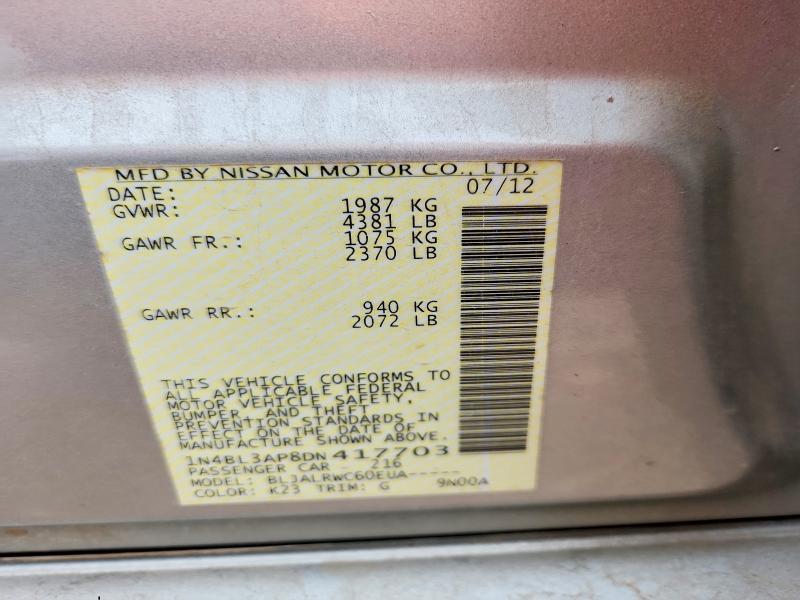 MFD BY NISSAN MOTOR CO., LTD.
DATE: 07/12
GVWR: 1987 KG
4381 LB
GAWR FR.: 1075 KG
2370 LB
GAWR RR.: 940 KG
2072 LB
THIS VEHICLE CONFORMS TO
ALL APPLICABLE FEDERAL
MOTOR VEHICLE SAFETY,
BUMPER, AND THEFT
PREVENTION STANDARDS IN
EFFECT ON THE DATE OF
MANUFACTURE SHOWN ABOVE.
1N4BL3AP8DN417703
PASSENGER CAR - 216
MODEL: BLJALRWC60EUA-----
COLOR: K23 TRIM: G 9N00A